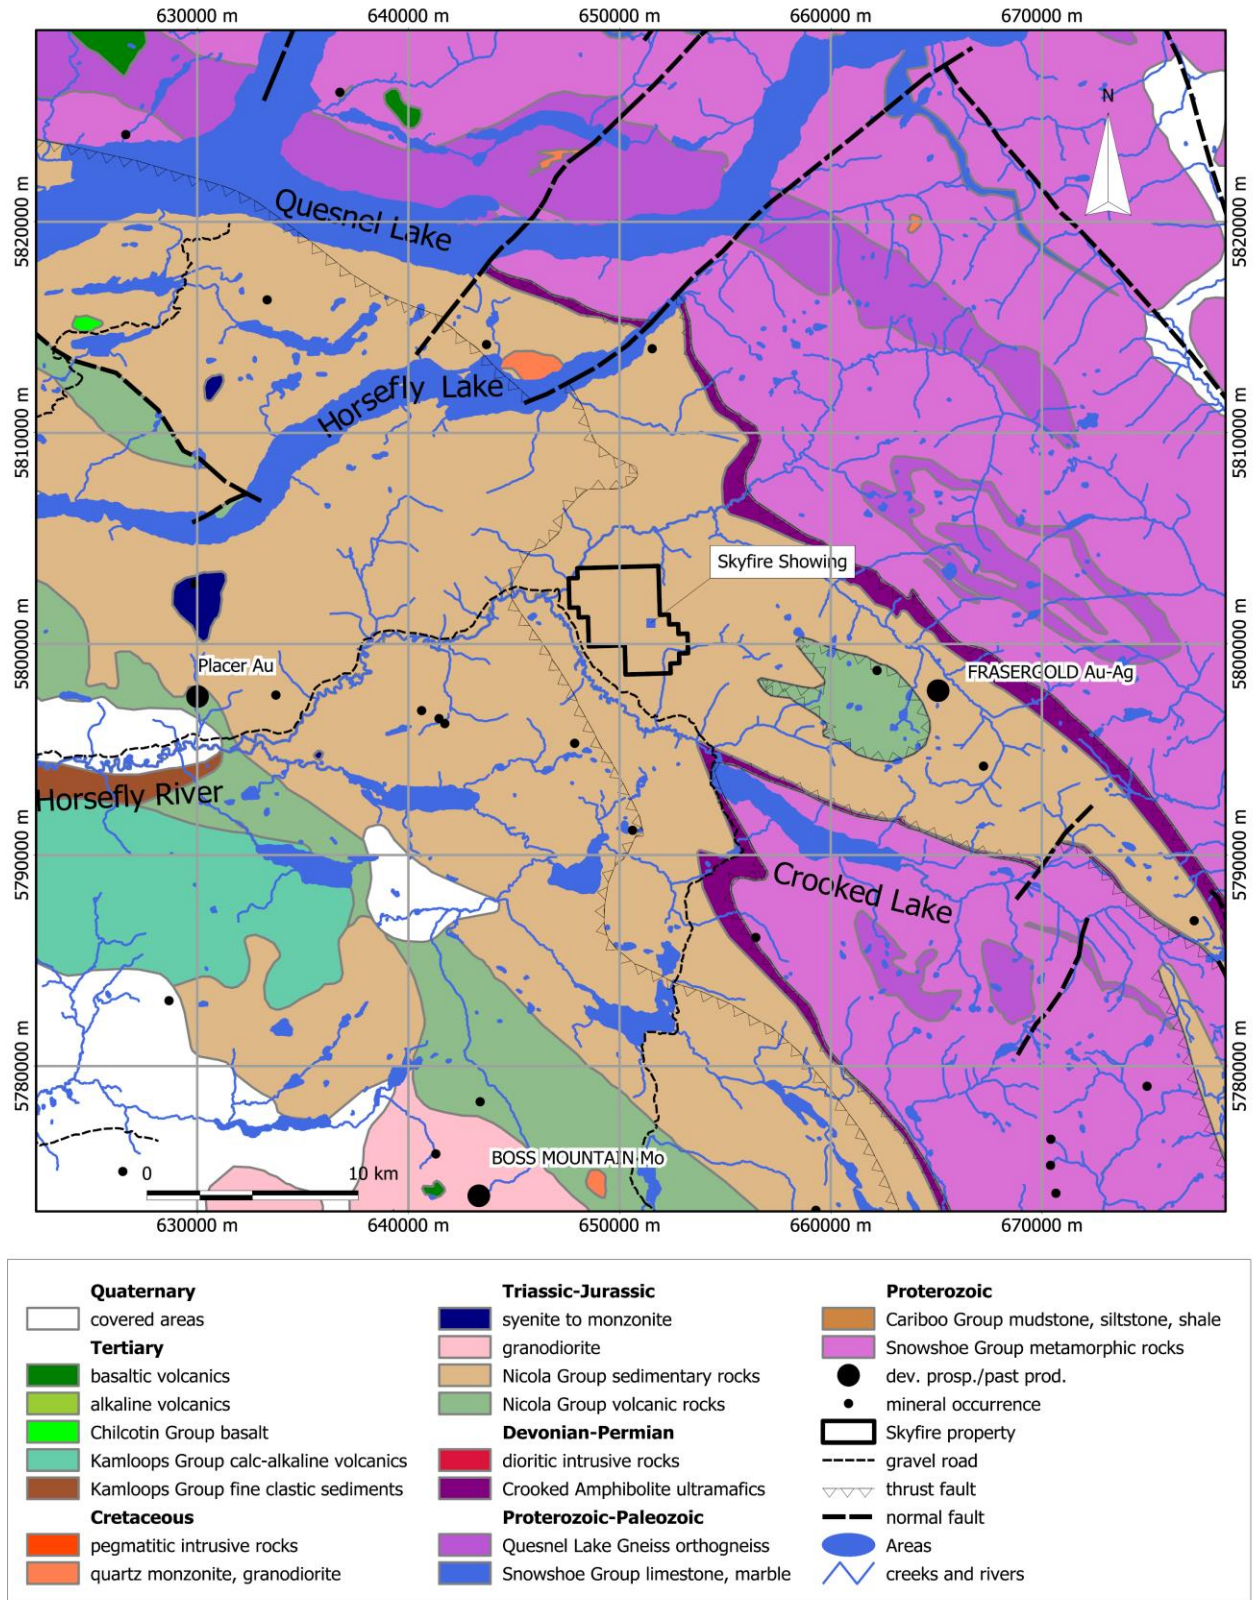 630000 m 640000 m 650000 m 660000 m 670000 m
N
5820000 m 5820000 m
Quesnel Lake
Horsefly Lake
5810000 m 5810000 m
Skyfire Showing
5800000 m 5800000 m
Placer Au
FRASERGOLD Au-Ag
Horsefly River
5790000 m 5790000 m
Crooked Lake
5780000 m 5780000 m
BOSS MOUNTAIN Mo
0 10 km
630000 m 640000 m 650000 m 660000 m 670000 m
Quaternary
covered areas
Tertiary
basaltic volcanics
alkaline volcanics
Chilcotin Group basalt
Kamloops Group calc-alkaline volcanics
Kamloops Group fine clastic sediments
Cretaceous
pegmatitic intrusive rocks
quartz monzonite, granodiorite
Triassic-Jurassic
syenite to monzonite
granodiorite
Nicola Group sedimentary rocks
Nicola Group volcanic rocks
Devonian-Permian
dioritic intrusive rocks
Crooked Amphibolite ultramafics
Proterozoic-Paleozoic
Quesnel Lake Gneiss orthogneiss
Snowshoe Group limestone, marble
Proterozoic
Cariboo Group mudstone, siltstone, shale
Snowshoe Group metamorphic rocks
dev. prosp./past prod.
mineral occurrence
Skyfire property
gravel road
thrust fault
normal fault
Areas
creeks and rivers